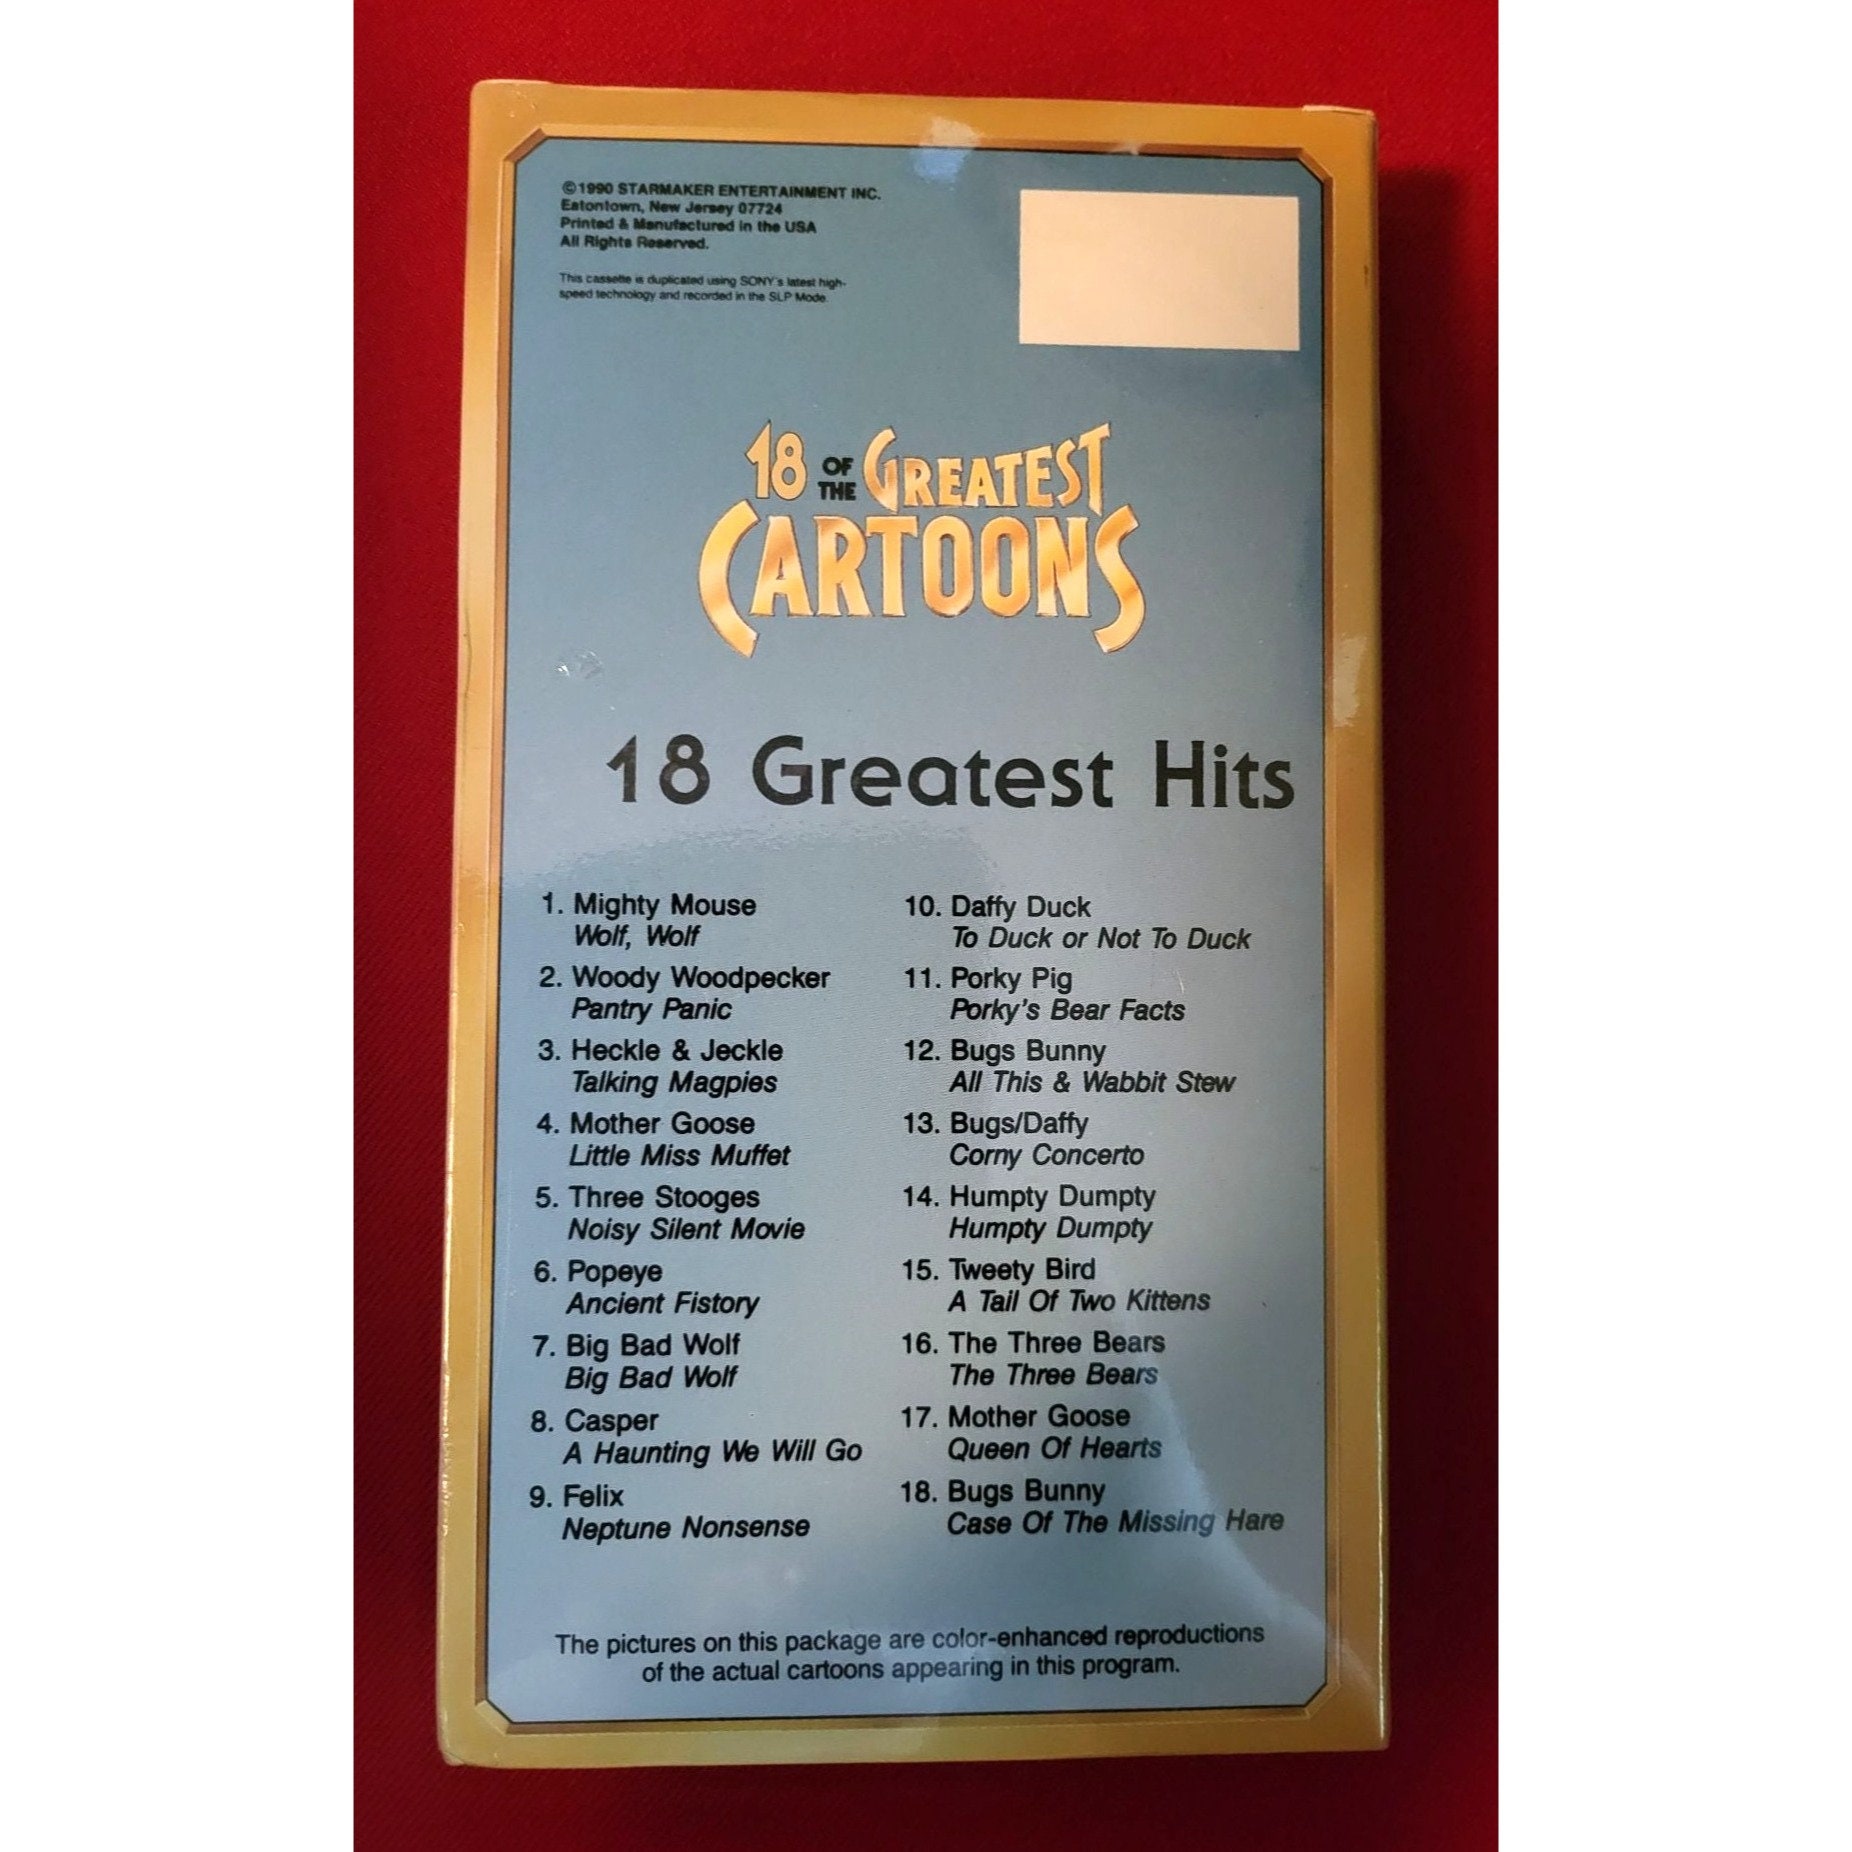 ©1990 STARMAKER ENTERTAINMENT INC.
Eatontown, New Jersey 07724
Printed & Manufactured in the USA
All Rights Reserved.
This cassette is duplicated using SONY's latest high-
speed technology and recorded in the SLP Mode.
18 OF THE GREATEST
CARTOONS
18 Greatest Hits
1. Mighty Mouse
Wolf, Wolf
2. Woody Woodpecker
Pantry Panic
3. Heckle & Jeckle
Talking Magpies
4. Mother Goose
Little Miss Muffet
5. Three Stooges
Noisy Silent Movie
6. Popeye
Ancient Fistory
7. Big Bad Wolf
Big Bad Wolf
8. Casper
A Haunting We Will Go
9. Felix
Neptune Nonsense
10. Daffy Duck
To Duck or Not To Duck
11. Porky Pig
Porky's Bear Facts
12. Bugs Bunny
All This & Wabbit Stew
13. Bugs/Daffy
Corny Concerto
14. Humpty Dumpty
Humpty Dumpty
15. Tweety Bird
A Tail Of Two Kittens
16. The Three Bears
The Three Bears
17. Mother Goose
Queen Of Hearts
18. Bugs Bunny
Case Of The Missing Hare
The pictures on this package are color-enhanced reproductions
of the actual cartoons appearing in this program.